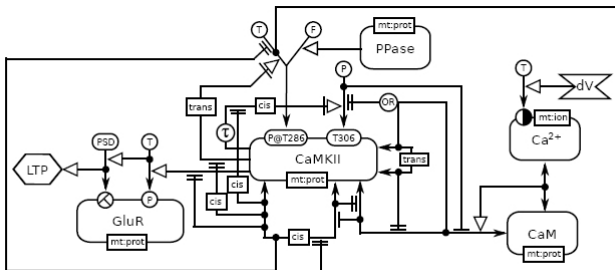 T
F
mt:prot
PPase
P
T
dV
trans
cis
cis
OR
mt:ion
Ca²⁺
τ
P@T286
T306
PSD
T
CaMKII
trans
LTP
cis
cis
mt:prot
P
GluR
mt:prot
cis
CaM
mt:prot